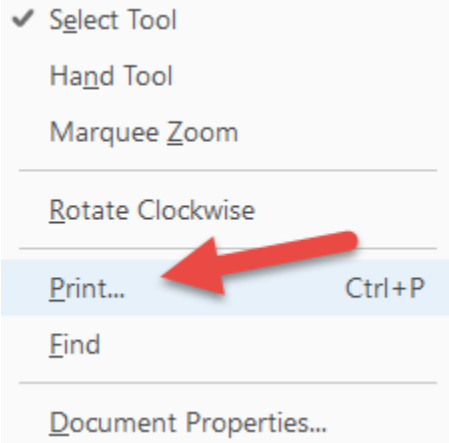 Select Tool
Hand Tool
Marquee Zoom
Rotate Clockwise
Print... Ctrl+P
Find
Document Properties...